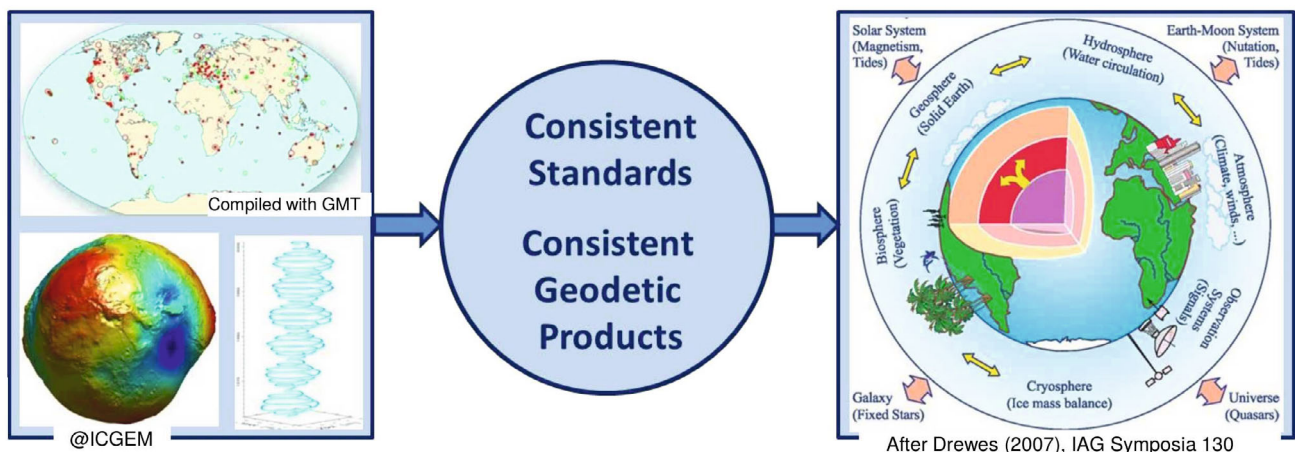 Compiled with GMT
@ICGEM
Consistent
Standards
Consistent
Geodetic
Products
Solar System
(Magnetism,
Tides)
Earth-Moon System
(Nutation,
Tides)
Hydrosphere
(Water circulation)
Geosphere
(Solid Earth)
Atmosphere
(Climate, winds, ...)
Biosphere
(Vegetation)
Observation
Systems
(Signals)
Cryosphere
(Ice mass balance)
Galaxy
(Fixed Stars)
Universe
(Quasars)
After Drewes (2007), IAG Symposia 130